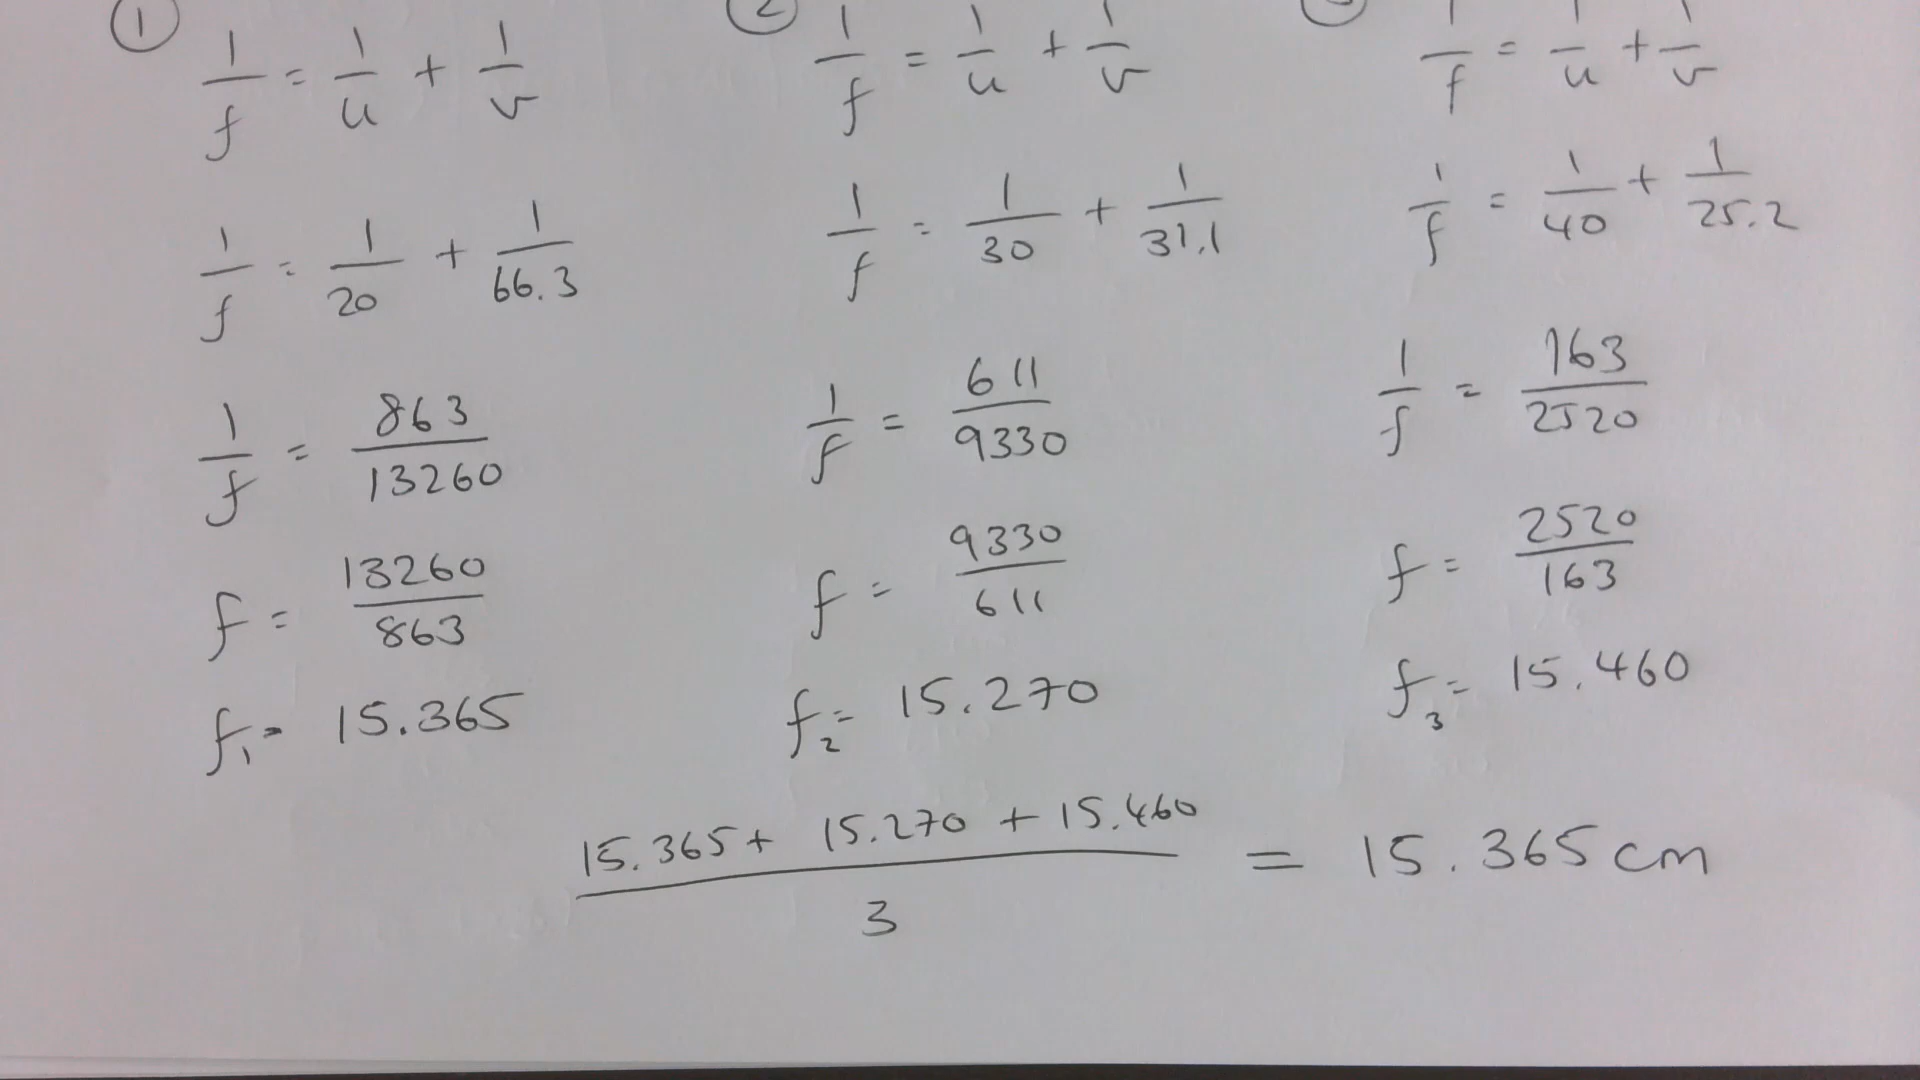 ①
1/f = 1/u + 1/v
1/f = 1/20 + 1/66.3
1/f = 863/13260
f = 13260/863
f₁ = 15.365
②
1/f = 1/u + 1/v
1/f = 1/30 + 1/31.1
1/f = 611/9330
f = 9330/611
f₂ = 15.270
1/f = 1/u + 1/v
1/f = 1/40 + 1/25.2
1/f = 163/2520
f = 2520/163
f₃ = 15.460
(15.365 + 15.270 + 15.460)/3 = 15.365 cm